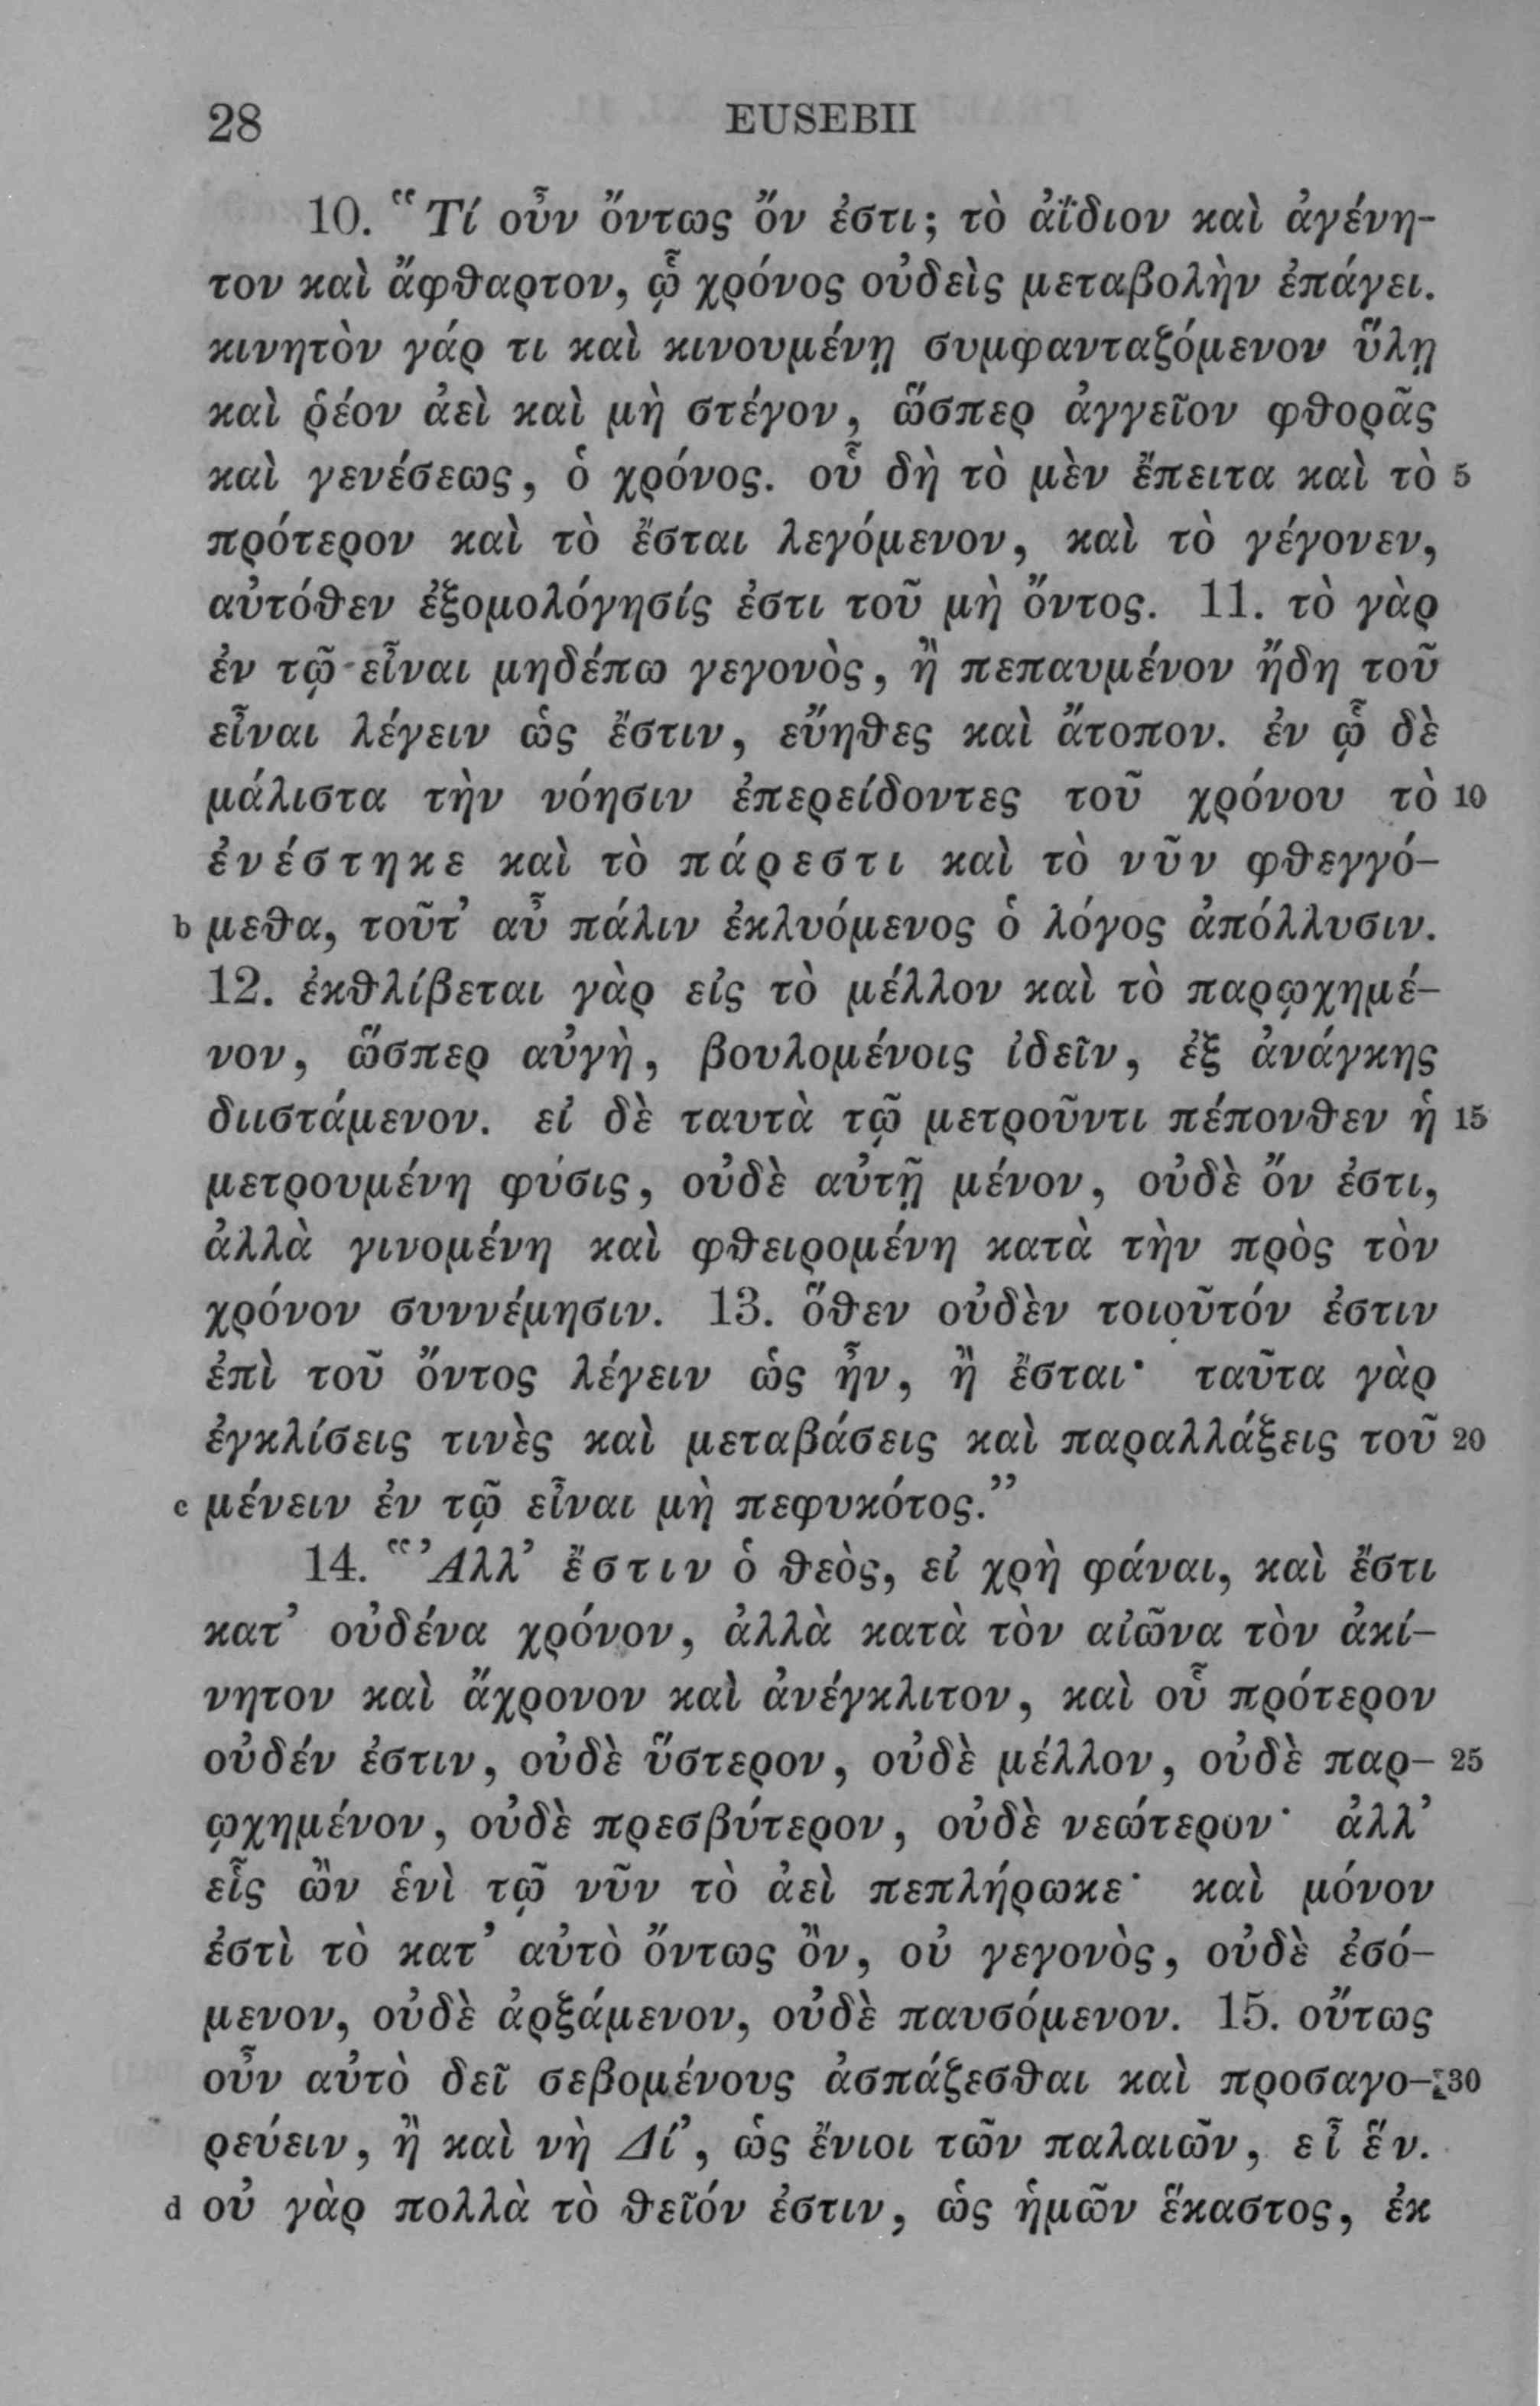 28 EUSEBII
10. “Τί οὖν ὄντως ὄν ἐστι; τὸ ἀΐδιον καὶ ἀγένη-
τον καὶ ἄφθαρτον, ᾧ χρόνος οὐδεὶς μεταβολὴν ἐπάγει.
κινητὸν γάρ τι καὶ κινουμένῃ συμφανταζόμενον ὕλῃ
καὶ ῥέον ἀεὶ καὶ μὴ στέγον, ὥσπερ ἀγγεῖον φθορᾶς
καὶ γενέσεως, ὁ χρόνος. οὗ δὴ τὸ μὲν ἔπειτα καὶ τὸ 5
πρότερον καὶ τὸ ἔσται λεγόμενον, καὶ τὸ γέγονεν,
αὐτόθεν ἐξομολόγησίς ἐστι τοῦ μὴ ὄντος. 11. τὸ γὰρ
ἐν τῷ εἶναι μηδέπω γεγονὸς, ἢ πεπαυμένον ἤδη τοῦ
εἶναι λέγειν ὡς ἔστιν, εὔηθες καὶ ἄτοπον. ἐν ᾧ δὲ
μάλιστα τὴν νόησιν ἐπερείδοντες τοῦ χρόνου τὸ 10
ἐνέστηκε καὶ τὸ πάρεστι καὶ τὸ νῦν φθεγγό-
b μεθα, τοῦτ’ αὖ πάλιν ἐκλυόμενος ὁ λόγος ἀπόλλυσιν.
12. ἐκθλίβεται γὰρ εἰς τὸ μέλλον καὶ τὸ παρῳχημέ-
νον, ὥσπερ αὐγὴ, βουλομένοις ἰδεῖν, ἐξ ἀνάγκης
διιστάμενον. εἰ δὲ ταυτὰ τῷ μετροῦντι πέπονθεν ἡ 15
μετρουμένη φύσις, οὐδὲ αὐτῇ μένον, οὐδὲ ὄν ἐστι,
ἀλλὰ γινομένη καὶ φθειρομένη κατὰ τὴν πρὸς τὸν
χρόνον συννέμησιν. 13. ὅθεν οὐδὲν τοιοῦτόν ἐστιν
ἐπὶ τοῦ ὄντος λέγειν ὡς ἦν, ἢ ἔσται· ταῦτα γὰρ
ἐγκλίσεις τινὲς καὶ μεταβάσεις καὶ παραλλάξεις τοῦ 20
c μένειν ἐν τῷ εἶναι μὴ πεφυκότος.”
14. “Ἀλλ’ ἔστιν ὁ θεὸς, εἰ χρὴ φάναι, καὶ ἔστι
κατ’ οὐδένα χρόνον, ἀλλὰ κατὰ τὸν αἰῶνα τὸν ἀκί-
νητον καὶ ἄχρονον καὶ ἀνέγκλιτον, καὶ οὗ πρότερον
οὐδέν ἐστιν, οὐδὲ ὕστερον, οὐδὲ μέλλον, οὐδὲ παρ- 25
ῳχημένον, οὐδὲ πρεσβύτερον, οὐδὲ νεώτερον· ἀλλ’
εἷς ὢν ἑνὶ τῷ νῦν τὸ ἀεὶ πεπλήρωκε· καὶ μόνον
ἐστὶ τὸ κατ’ αὐτὸ ὄντως ὂν, οὐ γεγονὸς, οὐδὲ ἐσό-
μενον, οὐδὲ ἀρξάμενον, οὐδὲ παυσόμενον. 15. οὕτως
οὖν αὐτὸ δεῖ σεβομένους ἀσπάζεσθαι καὶ προσαγο- 30
ρεύειν, ἢ καὶ νὴ Δί’, ὡς ἔνιοι τῶν παλαιῶν, εἶ ἕν.
d οὐ γὰρ πολλὰ τὸ θεῖόν ἐστιν, ὡς ἡμῶν ἕκαστος, ἐκ